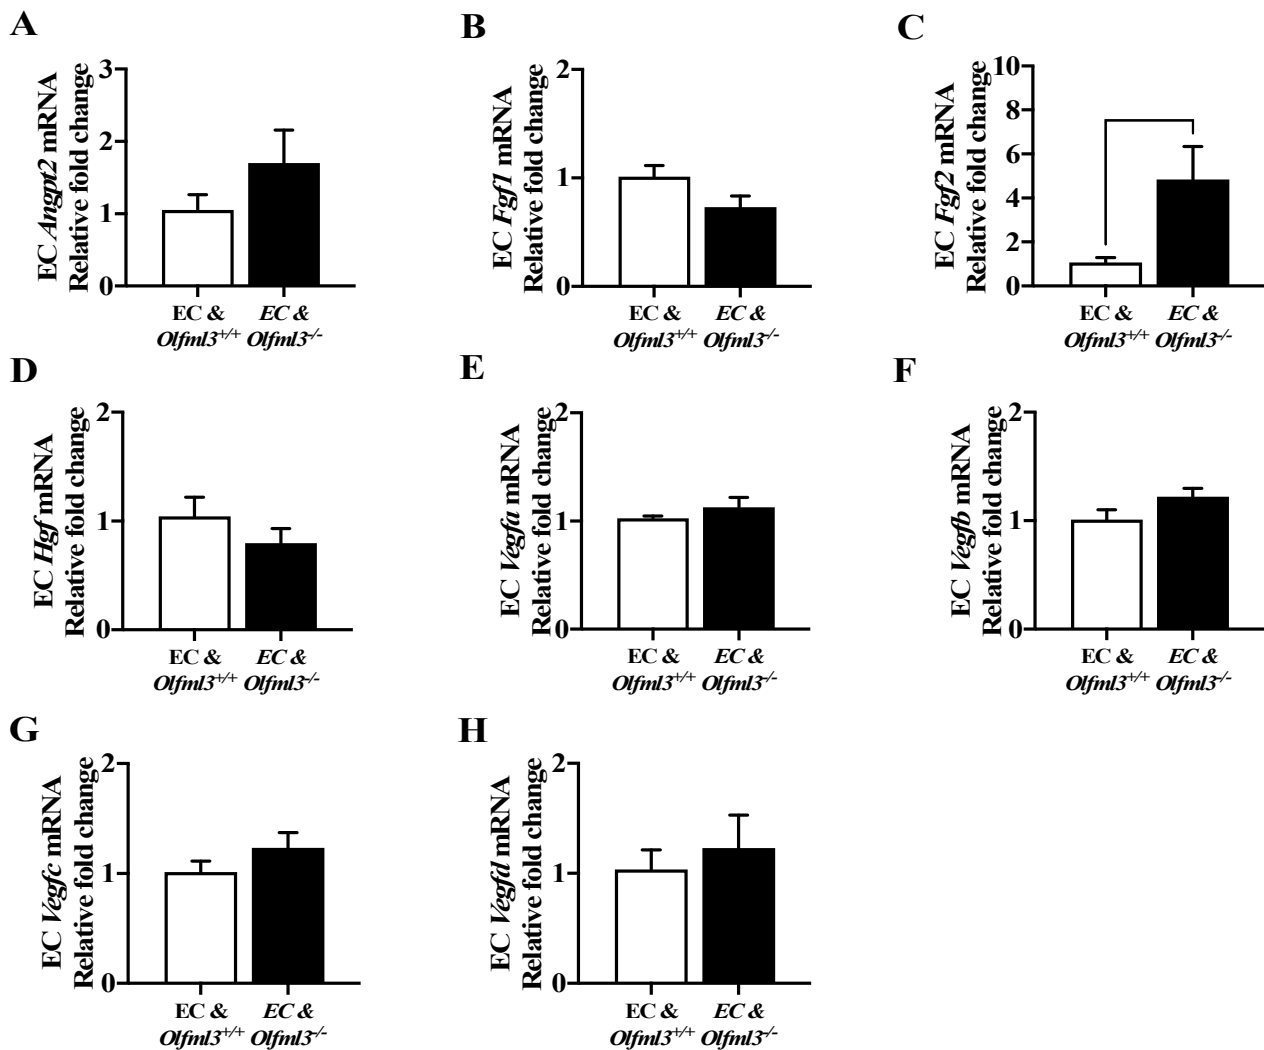 A
EC Angpt2 mRNA
Relative fold change
3
2
1
0
EC &
Olfml3+/+
EC &
Olfml3-/-
B
EC Fgf1 mRNA
Relative fold change
2
1
0
EC &
Olfml3+/+
EC &
Olfml3-/-
C
EC Fgf2 mRNA
Relative fold change
10
8
6
4
2
0
EC &
Olfml3+/+
EC &
Olfml3-/-
D
EC Hgf mRNA
Relative fold change
2
1
0
EC &
Olfml3+/+
EC &
Olfml3-/-
E
EC Vegfa mRNA
Relative fold change
2
1
0
EC &
Olfml3+/+
EC &
Olfml3-/-
F
EC Vegfb mRNA
Relative fold change
2
1
0
EC &
Olfml3+/+
EC &
Olfml3-/-
G
EC Vegfc mRNA
Relative fold change
2
1
0
EC &
Olfml3+/+
EC &
Olfml3-/-
H
EC Vegfd mRNA
Relative fold change
2
1
0
EC &
Olfml3+/+
EC &
Olfml3-/-